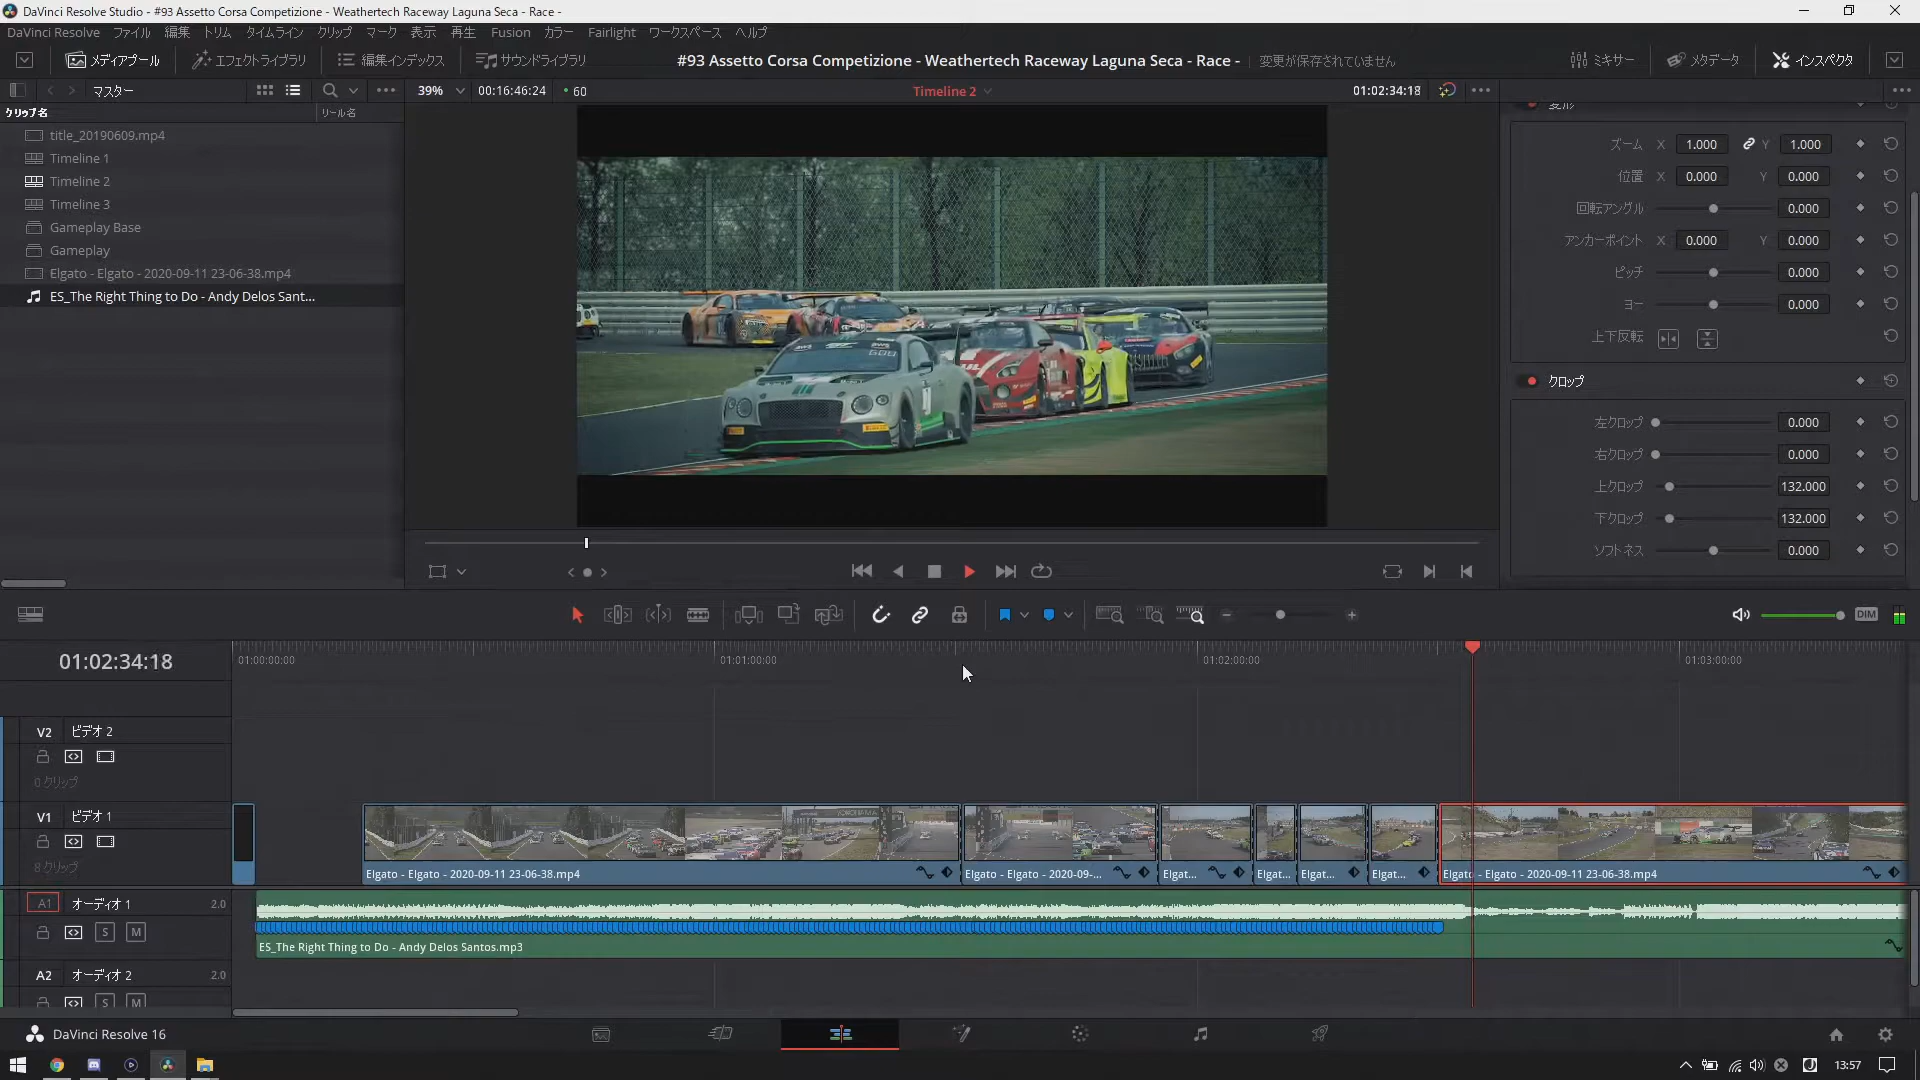 DaVinci Resolve Studio - #93 Assetto Corsa Competizione - Weathertech Raceway Laguna Seca - Race -
DaVinci Resolve ファイル 編集 トリム タイムライン クリップ マーク 表示 再生 Fusion カラー Fairlight ワークスペース ヘルプ
メディアプール エフェクトライブラリ 編集インデックス サウンドライブラリ #93 Assetto Corsa Competizione - Weathertech Raceway Laguna Seca - Race - 変更が保存されていません ミキサー メタデータ インスペクタ
マスター 39% 00:16:46:24 60 Timeline 2 01:02:34:18
クリップ名 リール名
title_20190609.mp4
Timeline 1
Timeline 2
Timeline 3
Gameplay Base
Gameplay
Elgato - Elgato - 2020-09-11 23-06-38.mp4
ES_The Right Thing to Do - Andy Delos Sant...
変形
ズーム X 1.000 Y 1.000
位置 X 0.000 Y 0.000
回転アングル 0.000
アンカーポイント X 0.000 Y 0.000
ピッチ 0.000
ヨー 0.000
上下反転
クロップ
左クロップ 0.000
右クロップ 0.000
上クロップ 132.000
下クロップ 132.000
ソフトネス 0.000
DIM
01:02:34:18
01:00:00:00 01:01:00:00 01:02:00:00 01:03:00:00
V2 ビデオ 2
0 クリップ
V1 ビデオ 1
8 クリップ
Elgato - Elgato - 2020-09-11 23-06-38.mp4 Elgato - Elgato - 2020-09-... Elgat... Elgat... Elgat... Elgat... Elgato - Elgato - 2020-09-11 23-06-38.mp4
A1 オーディオ 1 2.0
S M
ES_The Right Thing to Do - Andy Delos Santos.mp3
A2 オーディオ 2 2.0
S M
DaVinci Resolve 16
13:57